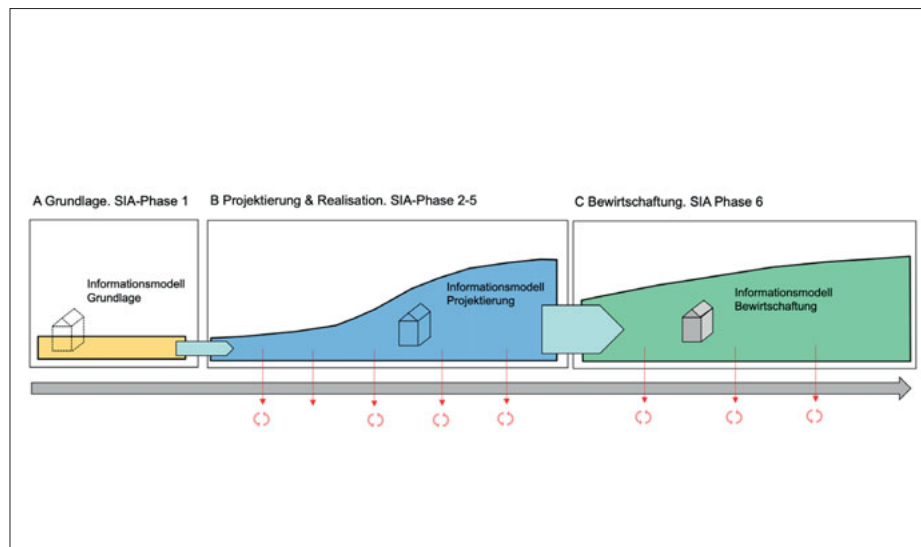 A Grundlage. SIA-Phase 1
B Projektierung & Realisation. SIA-Phase 2-5
C Bewirtschaftung. SIA Phase 6
Informationsmodell
Grundlage
Informationsmodell
Projektierung
Informationsmodell
Bewirtschaftung